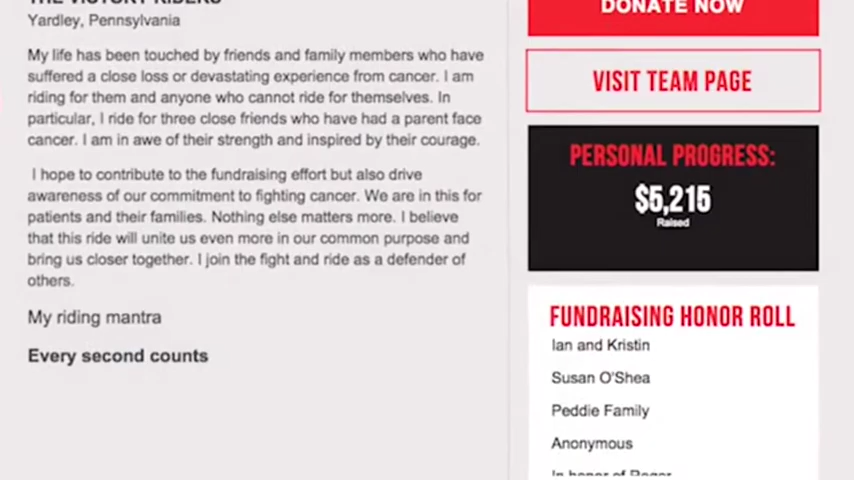 THE VICTORY RIDERS
Yardley, Pennsylvania
My life has been touched by friends and family members who have
suffered a close loss or devastating experience from cancer. I am
riding for them and anyone who cannot ride for themselves. In
particular, I ride for three close friends who have had a parent face
cancer. I am in awe of their strength and inspired by their courage.
I hope to contribute to the fundraising effort but also drive
awareness of our commitment to fighting cancer. We are in this for
patients and their families. Nothing else matters more. I believe
that this ride will unite us even more in our common purpose and
bring us closer together. I join the fight and ride as a defender of
others.
My riding mantra
Every second counts
DONATE NOW
VISIT TEAM PAGE
PERSONAL PROGRESS:
$5,215
Raised
FUNDRAISING HONOR ROLL
Ian and Kristin
Susan O'Shea
Peddie Family
Anonymous
In honor of Roger